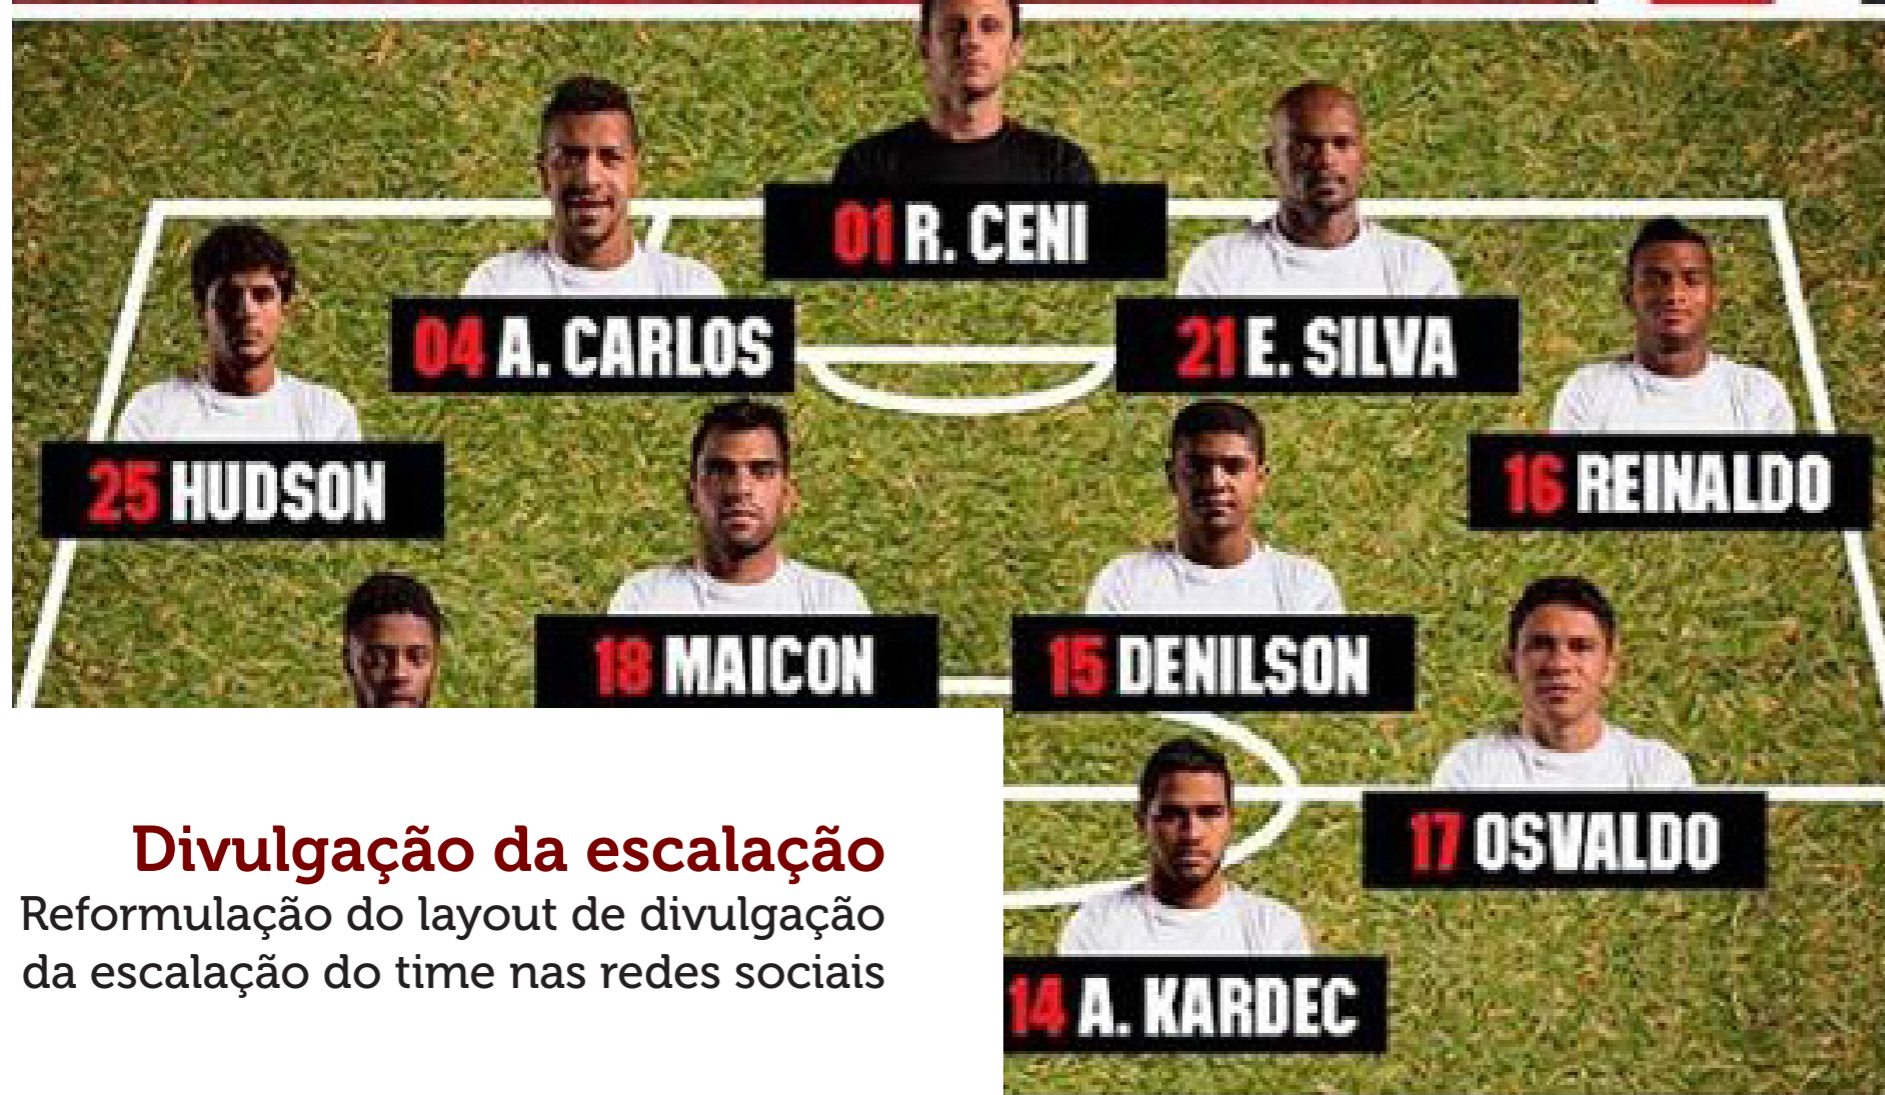 01 R. CENI
04 A. CARLOS
21 E. SILVA
25 HUDSON
16 REINALDO
18 MAICON
15 DENILSON
17 OSVALDO
14 A. KARDEC
Divulgação da escalação
Reformulação do layout de divulgação
da escalação do time nas redes sociais